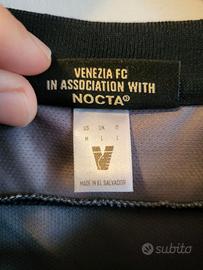 VENEZIA FC
IN ASSOCIATION WITH
NOCTA®
US UK IT
M L L
MADE IN EL SALVADOR
subito